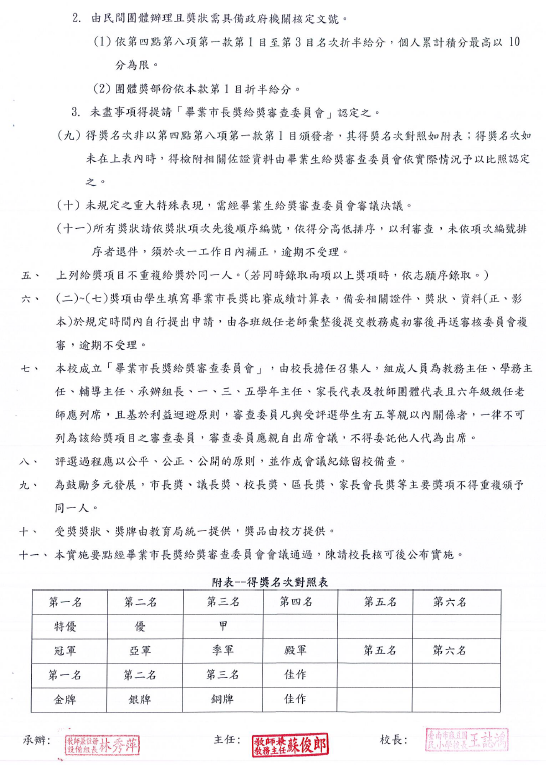 2. 由民間團體辦理且獎狀需具備政府機關核定文號。
(1)依第四點第八項第一款第1目至第3目名次折半給分，個人累計積分最高以 10
分為限。
(2)團體獎部份依本款第1目折半給分。
3. 未盡事項得提請「畢業市長獎給獎審查委員會」認定之。
(九)得獎名次非以第四點第八項第一款第1目頒發者，其得獎名次對照如附表；得獎名次如
未在上表內時，得檢附相關佐證資料由畢業生給獎審查委員會依實際情況予以比照認定
之。
(十)未規定之重大特殊表現，需經畢業生給獎審查委員會審議決議。
(十一)所有獎狀請依獎狀項次先後順序編號，依得分高低排序，以利審查，未依項次編號排
序者退件，須於次一工作日內補正，逾期不受理。
五、 上列給獎項目不重複給獎於同一人。(若同時錄取兩項以上獎項時，依志願序錄取。)
六、 (二)~(七)獎項由學生填寫畢業市長獎比賽成績計算表，備妥相關證件、獎狀、資料(正、影
本)於規定時間內自行提出申請，由各班級任老師彙整後提交教務處初審後再送審核委員會複
審，逾期不受理。
七、 本校成立「畢業市長獎給獎審查委員會」，由校長擔任召集人，組成人員為教務主任、學務主
任、輔導主任、承辦組長、一、三、五學年主任、家長代表及教師團體代表且六年級級任老
師應列席，且基於利益迴避原則，審查委員凡與受評選學生有五等親以內關係者，一律不可
列為該給獎項目之審查委員，審查委員應親自出席會議，不得委託他人代為出席。
八、 評選過程應以公平、公正、公開的原則，並作成會議紀錄留校備查。
九、 為鼓勵多元發展，市長獎、議長獎、校長獎、區長獎、家長會長獎等主要獎項不得重複頒予
同一人。
十、 受獎獎狀、獎牌由教育局統一提供，獎品由校方提供。
十一、本實施要點經畢業市長獎給獎審查委員會會議通過，陳請校長核可後公布實施。
附表--得獎名次對照表
第一名 第二名 第三名 第四名 第五名 第六名
特優 優 甲
冠軍 亞軍 季軍 殿軍 第五名 第六名
第一名 第二名 第三名 佳作
金牌 銀牌 銅牌 佳作
承辦： 教師兼註冊設備組長 林秀萍 主任： 教師兼教務主任 蘇俊郎 校長：